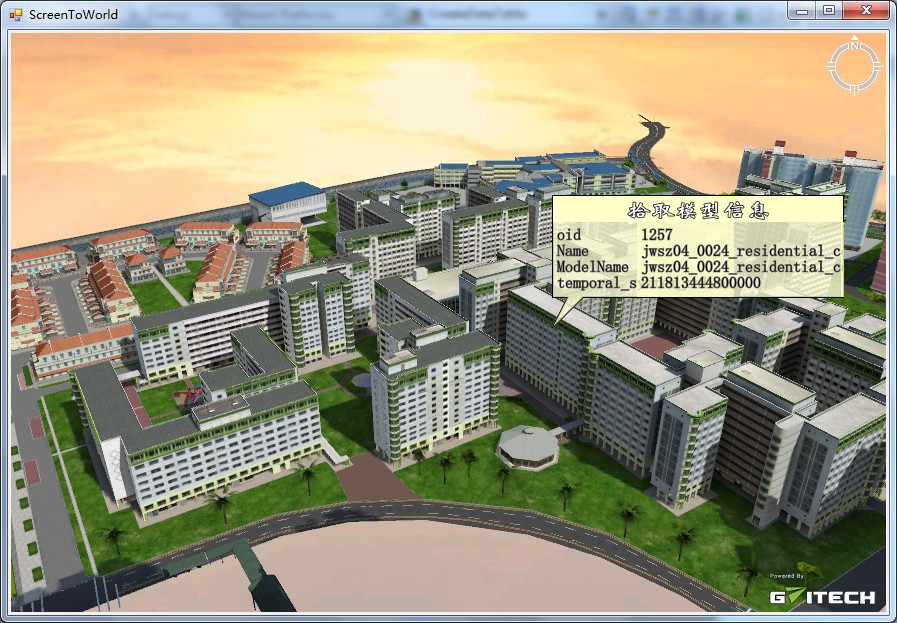 ScreenToWorld
N
拾取模型信息
oid 1257
Name jwsz04_0024_residential_c
ModelName jwsz04_0024_residential_c
temporal_s 211813444800000
Powered By
GVITECH